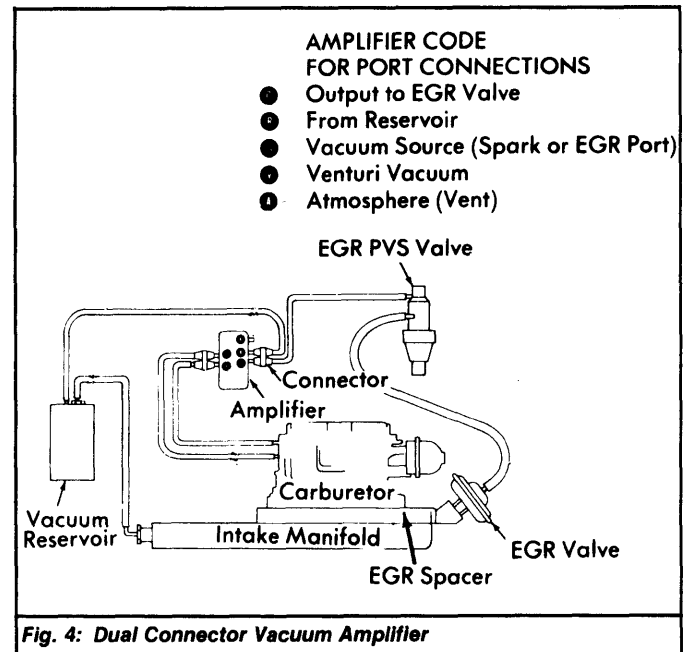 AMPLIFIER CODE
FOR PORT CONNECTIONS
Output to EGR Valve
From Reservoir
Vacuum Source (Spark or EGR Port)
Venturi Vacuum
Atmosphere (Vent)
EGR PVS Valve
Connector
Amplifier
Carburetor
Vacuum
Reservoir
Intake Manifold
EGR Valve
EGR Spacer
Fig. 4: Dual Connector Vacuum Amplifier